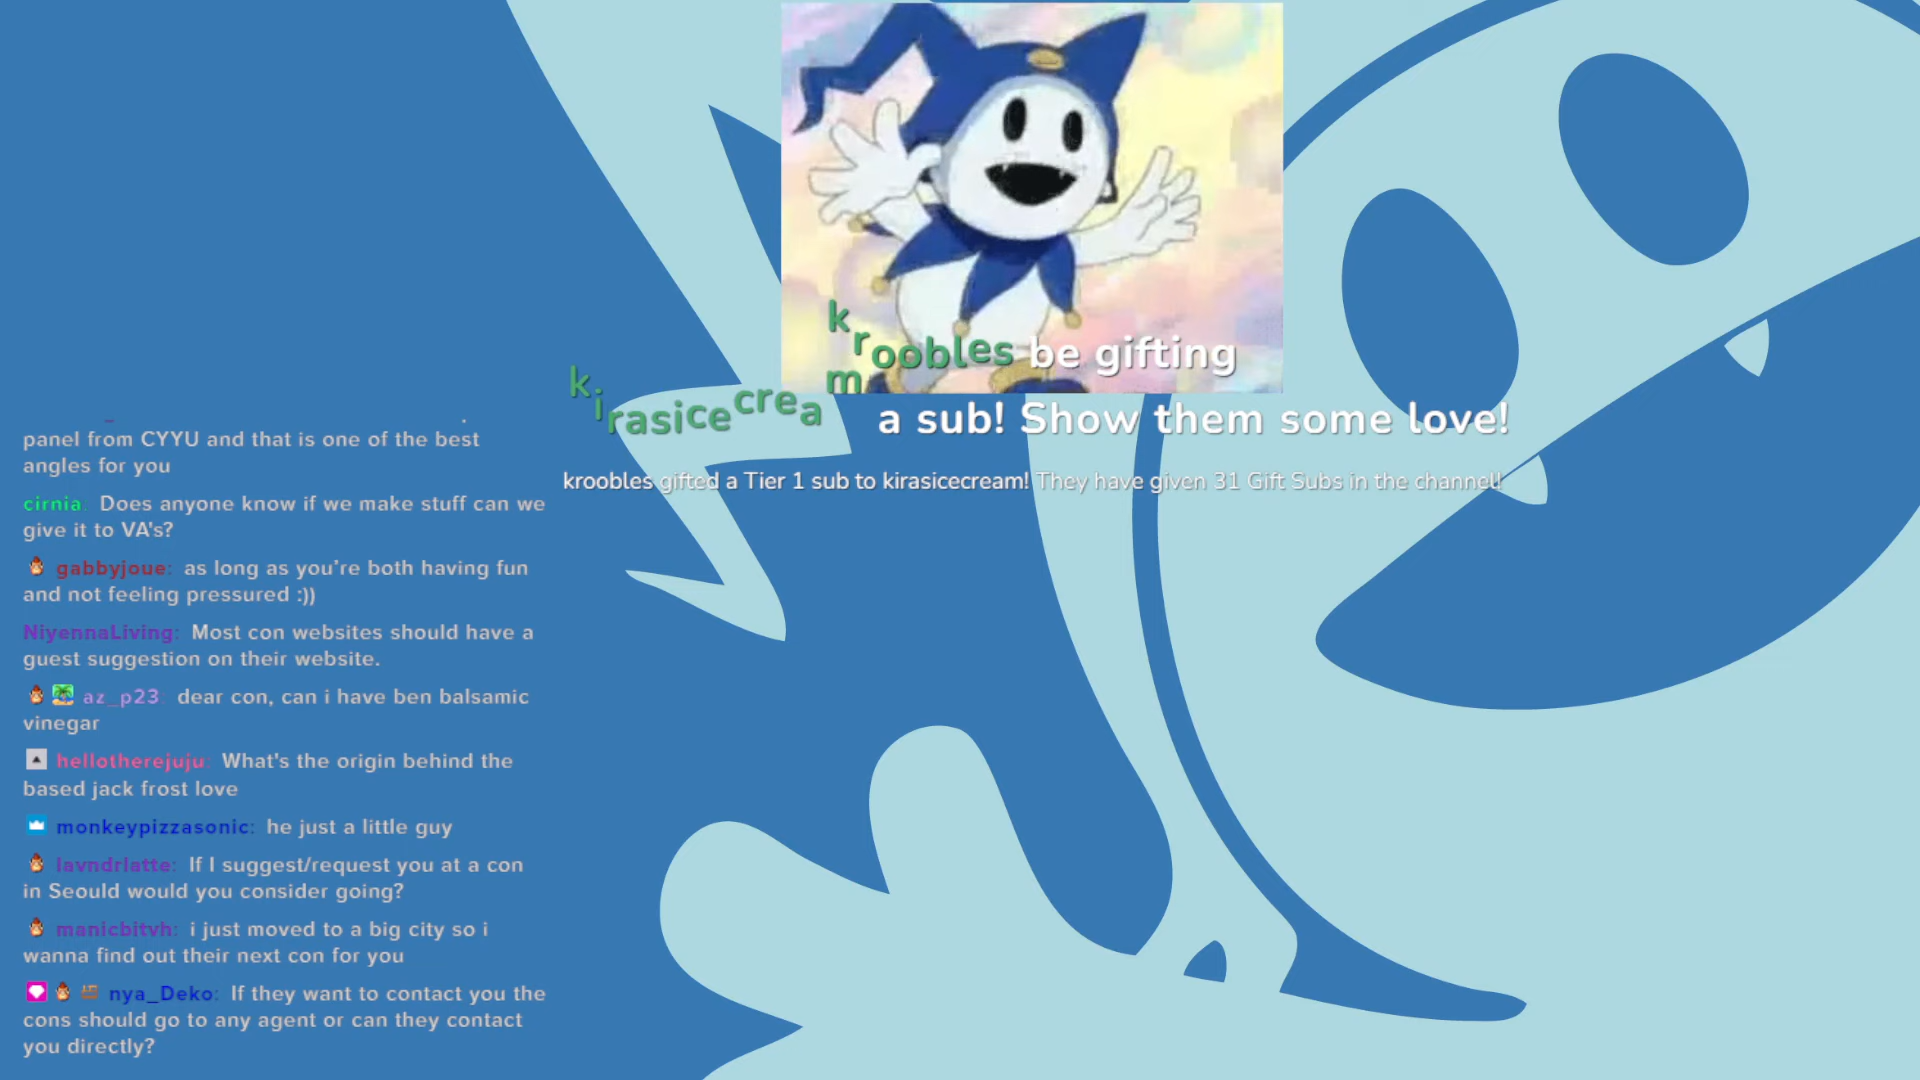 kroobles be gifting
kirasicecream a sub! Show them some love!
kroobles gifted a Tier 1 sub to kirasicecream! They have given 31 Gift Subs in the channel!
panel from CYYU and that is one of the best
angles for you
cirnia: Does anyone know if we make stuff can we
give it to VA's?
gabbyjoue: as long as you're both having fun
and not feeling pressured :))
NiyennaLiving: Most con websites should have a
guest suggestion on their website.
az_p23: dear con, can i have ben balsamic
vinegar
hellotherejuju: What's the origin behind the
based jack frost love
monkeypizzasonic: he just a little guy
lavndrlatte: If I suggest/request you at a con
in Seould would you consider going?
manicbitvh: i just moved to a big city so i
wanna find out their next con for you
nya_Deko: If they want to contact you the
cons should go to any agent or can they contact
you directly?